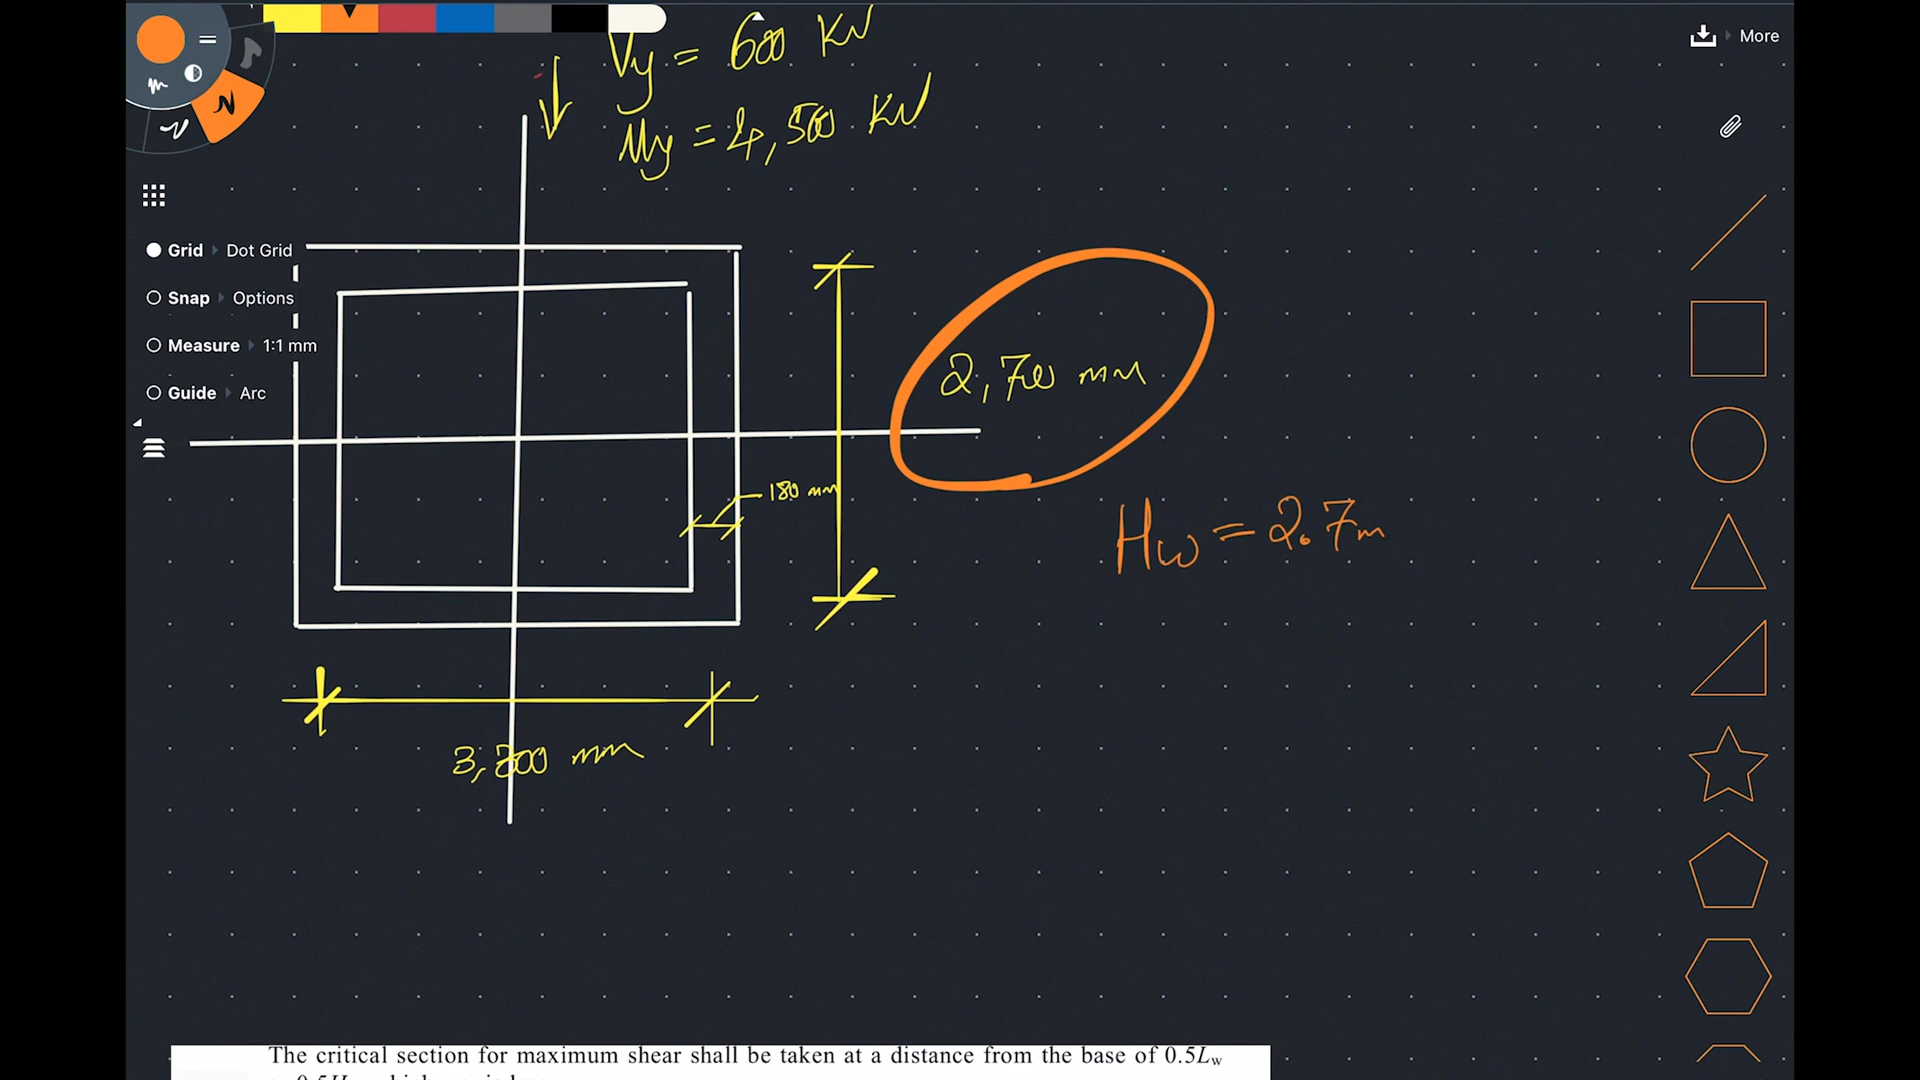 More
Vy = 600 KN
My = 4,500 KN
Grid Dot Grid
Snap Options
Measure 1:1 mm
Guide Arc
2,700 mm
180 mm
Hw = 2.7m
mm
The critical section for maximum shear shall be taken at a distance from the base of 0.5Lw